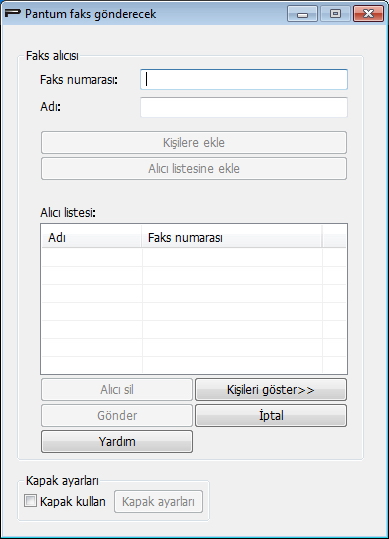 Pantum faks gönderecek
Faks alıcısı
Faks numarası:
Adı:
Kişilere ekle
Alıcı listesine ekle
Alıcı listesi:
Adı Faks numarası
Alıcı sil Kişileri göster>>
Gönder İptal
Yardım
Kapak ayarları
Kapak kullan Kapak ayarları